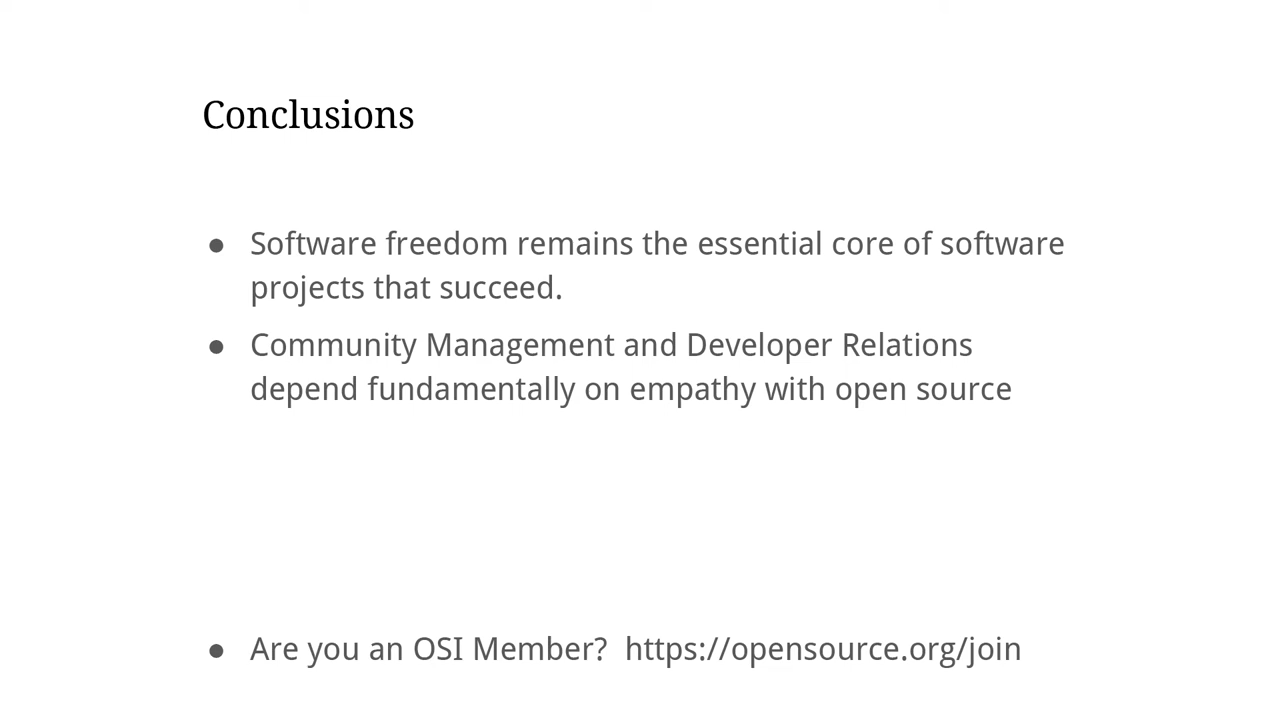 Conclusions
● Software freedom remains the essential core of software
projects that succeed.
● Community Management and Developer Relations
depend fundamentally on empathy with open source
● Are you an OSI Member?  https://opensource.org/join